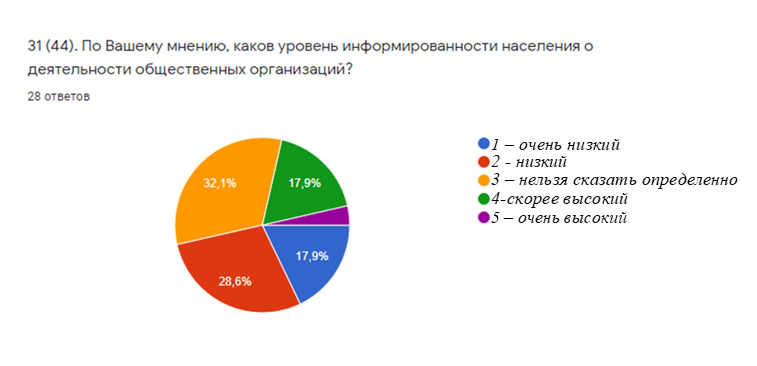 31 (44). По Вашему мнению, каков уровень информированности населения о
деятельности общественных организаций?
28 ответов
1 – очень низкий
2 - низкий
3 – нельзя сказать определенно
4-скорее высокий
5 – очень высокий
32,1%
17,9%
17,9%
28,6%